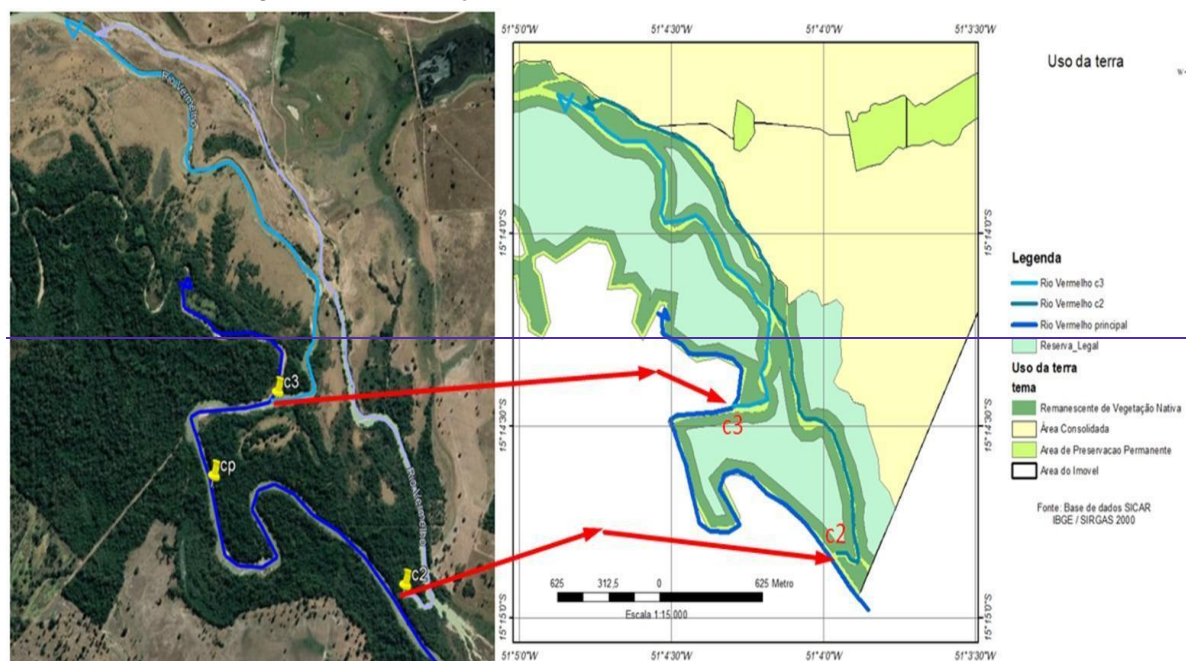 Rio Vermelho
c3
cp
Rio Vermelho
c2
51°5'0"W
51°4'30"W
51°4'0"W
51°3'30"W
15°14'0"S
15°14'30"S
15°15'0"S
15°14'0"S
15°14'30"S
15°15'0"S
c3
c2
625 312,5 0 625 Metro
Escala 1:15.000
51°5'0"W
51°4'30"W
51°4'0"W
51°3'30"W
Uso da terra
W
Legenda
Rio Vermelho c3
Rio Vermelho c2
Rio Vermelho principal
Reserva_Legal
Uso da terra
tema
Remanescente de Vegetação Nativa
Área Consolidada
Area de Preservacao Permanente
Area do Imovel
Fonte: Base de dados SICAR
IBGE / SIRGAS 2000